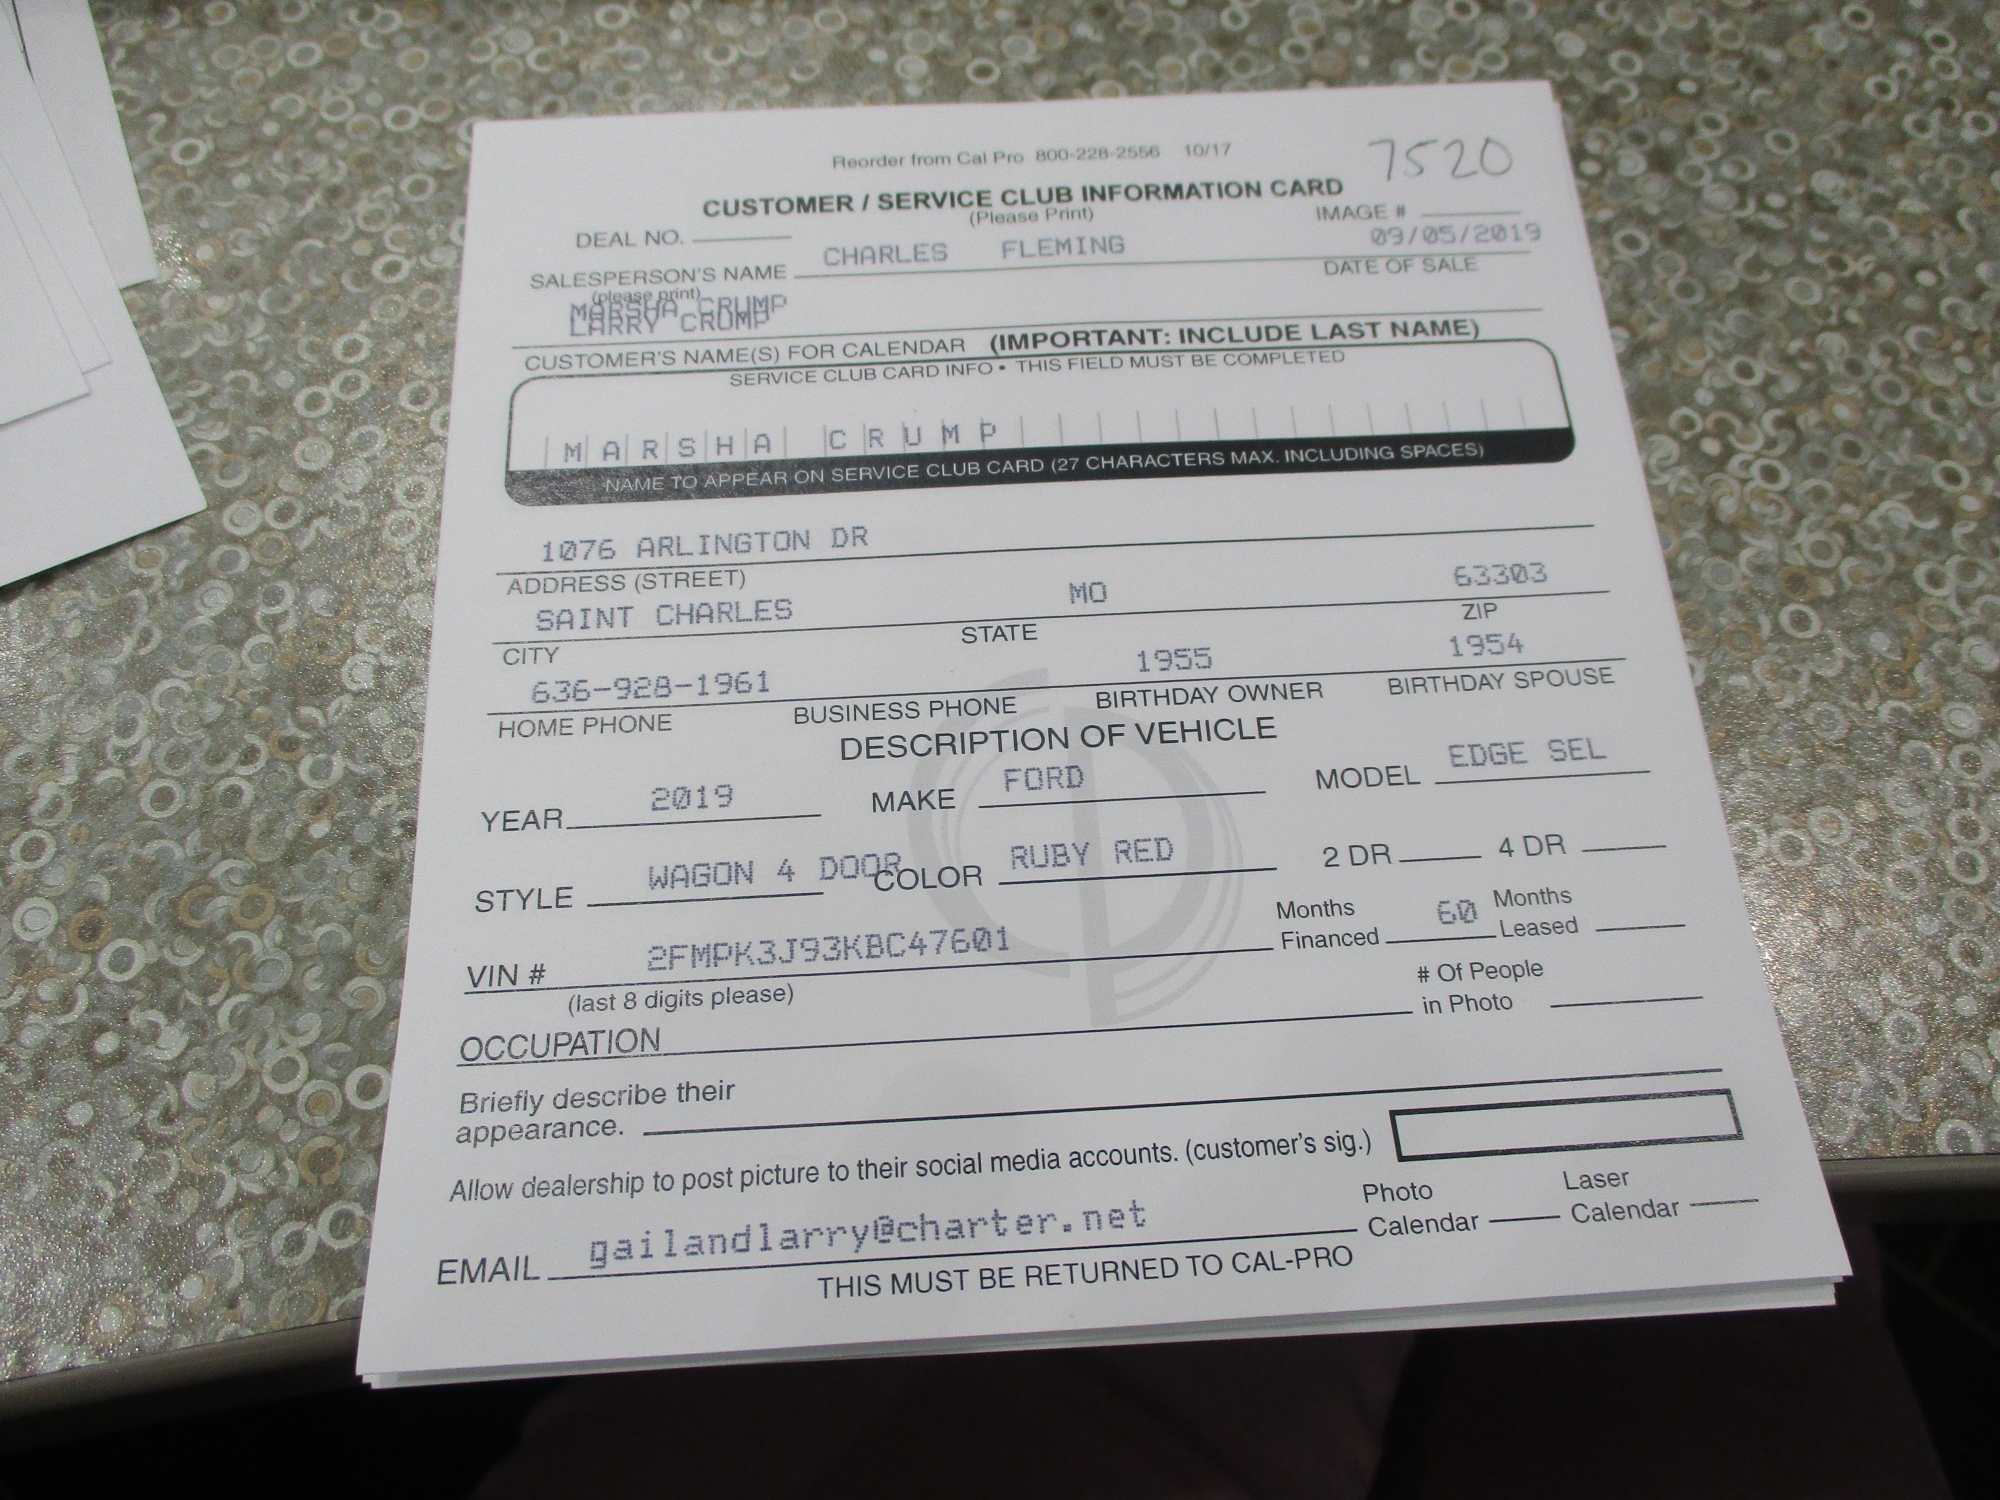 Reorder from Cal Pro 800-228-2556 10/17
7520
CUSTOMER / SERVICE CLUB INFORMATION CARD
(Please Print)
IMAGE #
DEAL NO.
CHARLES FLEMING
09/05/2019
SALESPERSON'S NAME
DATE OF SALE
(please print)
MARSHA CRUMP
LARRY CRUMP
CUSTOMER'S NAME(S) FOR CALENDAR (IMPORTANT: INCLUDE LAST NAME)
SERVICE CLUB CARD INFO • THIS FIELD MUST BE COMPLETED
MARSHA CRUMP
NAME TO APPEAR ON SERVICE CLUB CARD (27 CHARACTERS MAX. INCLUDING SPACES)
1076 ARLINGTON DR
ADDRESS (STREET)
SAINT CHARLES MO 63303
CITY STATE ZIP
636-928-1961 1955 1954
HOME PHONE BUSINESS PHONE BIRTHDAY OWNER BIRTHDAY SPOUSE
DESCRIPTION OF VEHICLE
YEAR 2019 MAKE FORD MODEL EDGE SEL
STYLE WAGON 4 DOOR COLOR RUBY RED 2 DR 4 DR
Months Financed 60 Months Leased
VIN # 2FMPK3J93KBC47601
(last 8 digits please)
# Of People in Photo
OCCUPATION
Briefly describe their
appearance.
Allow dealership to post picture to their social media accounts. (customer's sig.)
Photo Calendar Laser Calendar
EMAIL gailandlarry@charter.net
THIS MUST BE RETURNED TO CAL-PRO